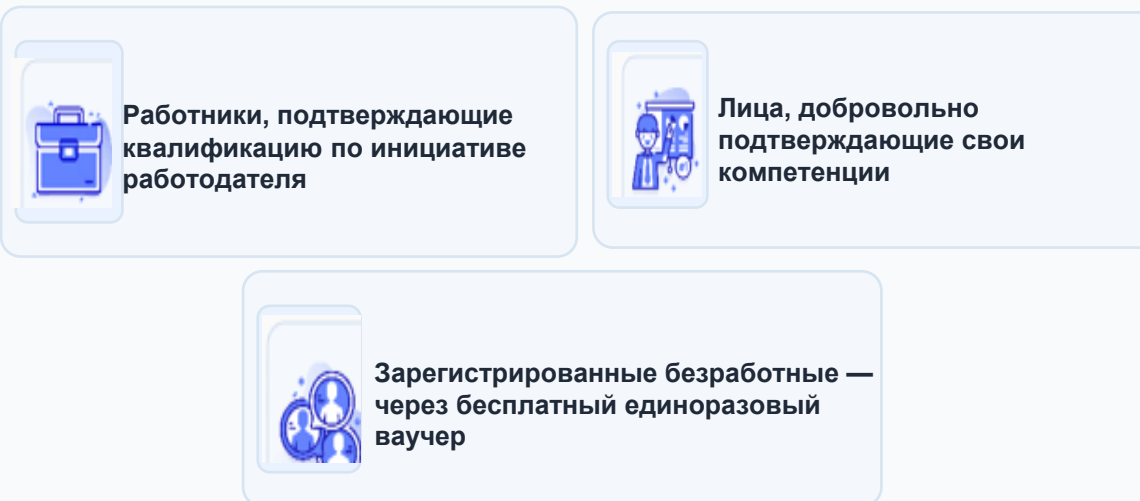 Работники, подтверждающие
квалификацию по инициативе
работодателя
Лица, добровольно
подтверждающие свои
компетенции
Зарегистрированные безработные —
через бесплатный единоразовый
ваучер